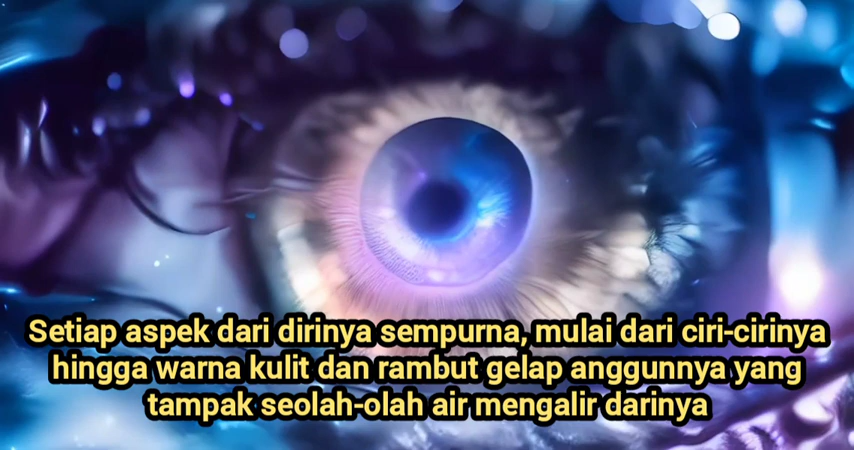 Setiap aspek dari dirinya sempurna, mulai dari ciri-cirinya
hingga warna kulit dan rambut gelap anggunnya yang
tampak seolah-olah air mengalir darinya